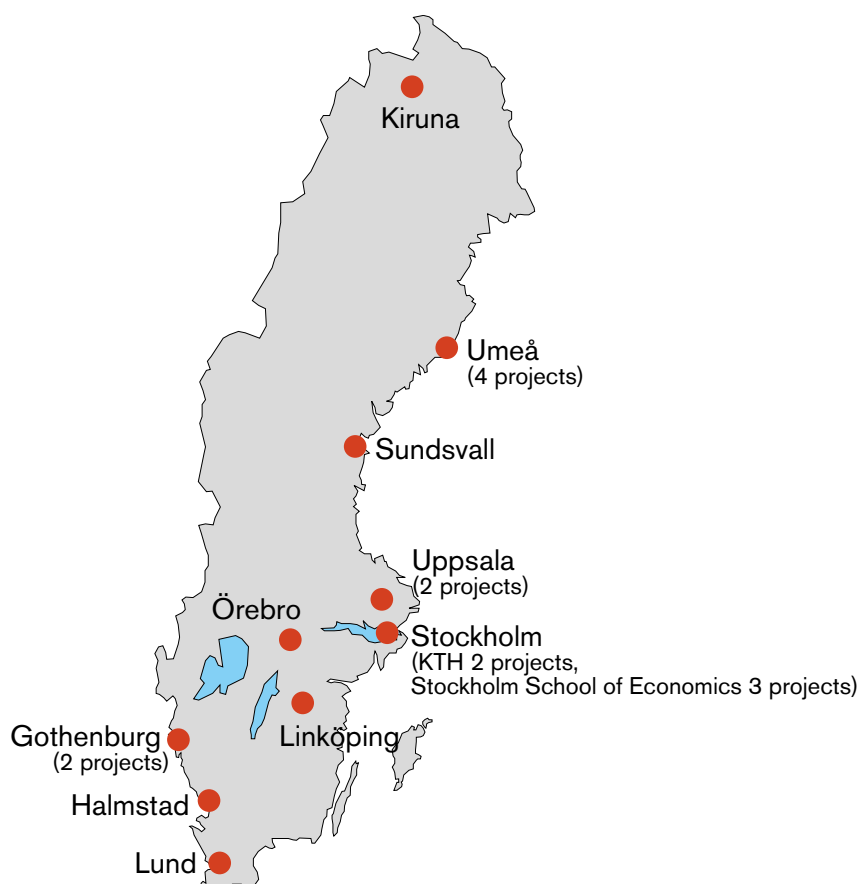 Kiruna
Umeå
(4 projects)
Sundsvall
Uppsala
(2 projects)
Örebro
Stockholm
(KTH 2 projects,
Stockholm School of Economics 3 projects)
Linköping
Gothenburg
(2 projects)
Halmstad
Lund